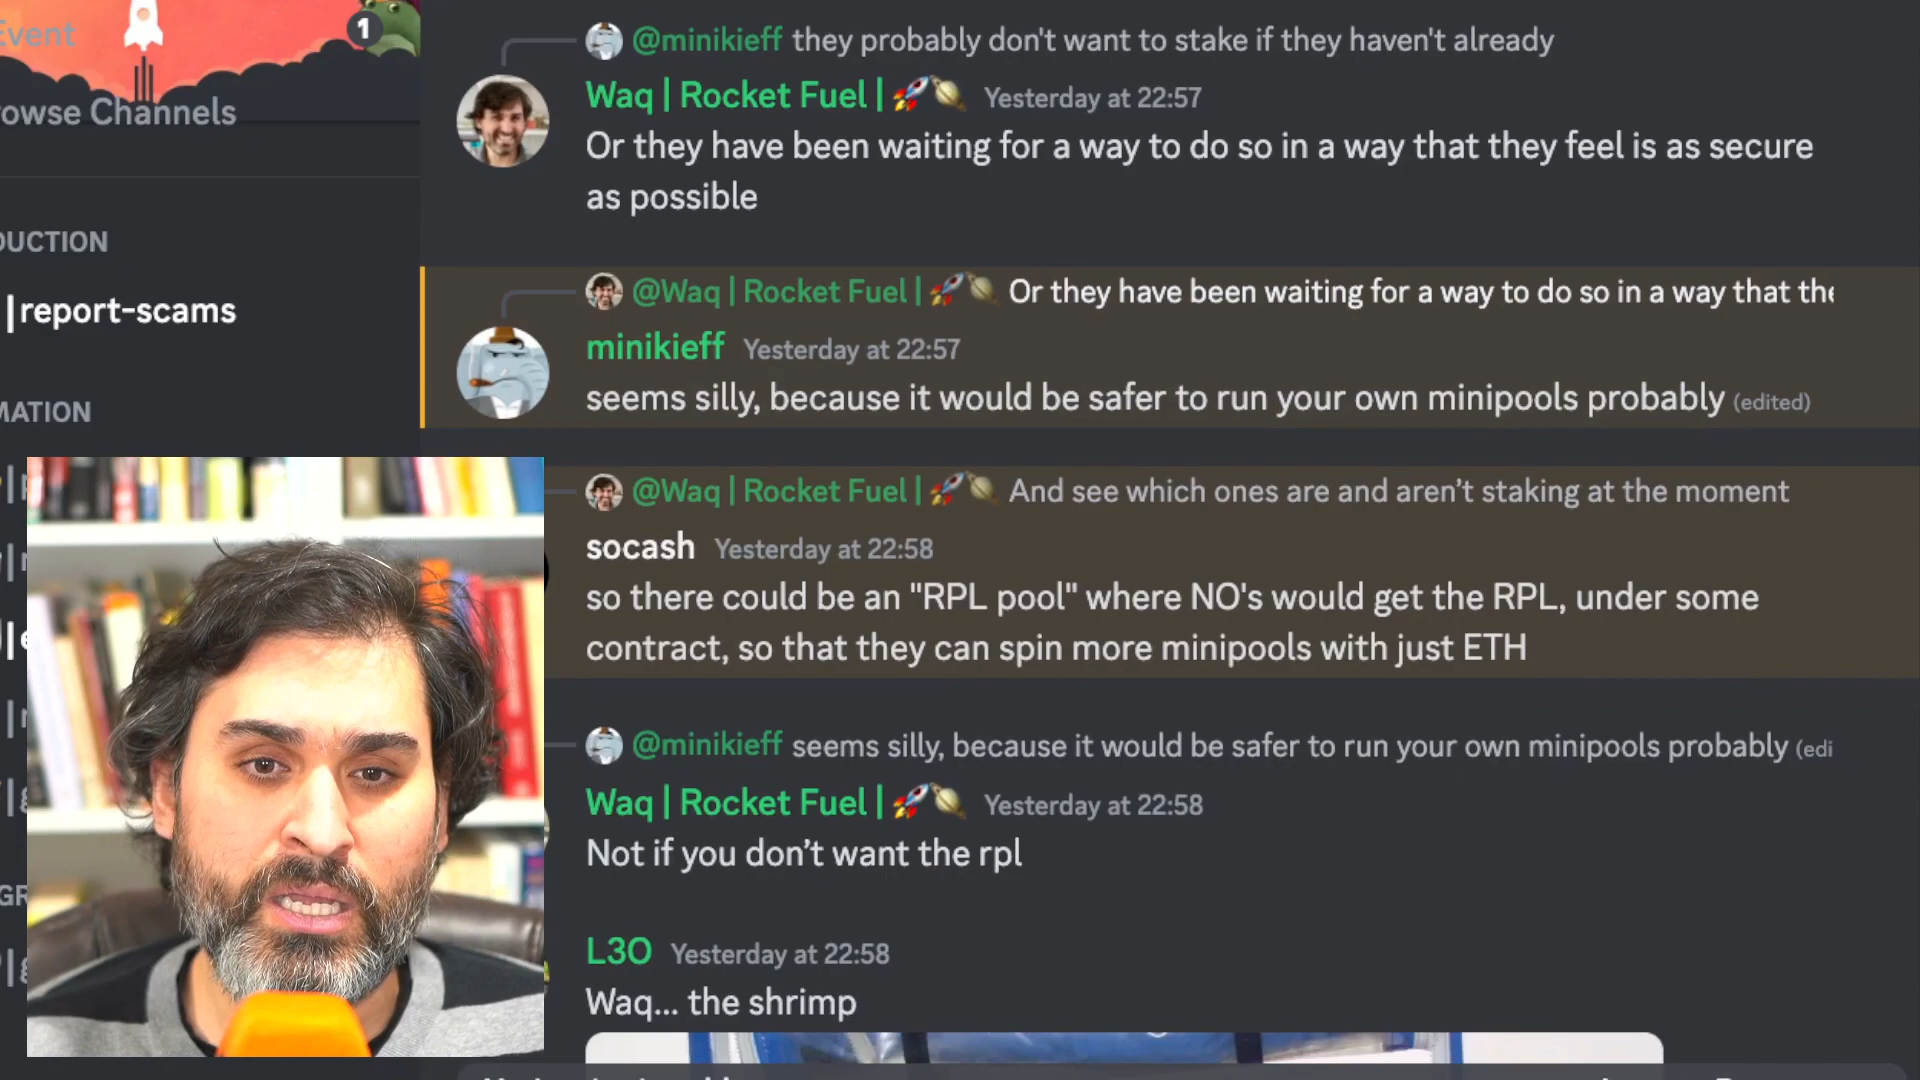 Event
1
owse Channels
DUCTION
|report-scams
MATION
@minikieff they probably don't want to stake if they haven't already
Waq | Rocket Fuel | 🚀🪐 Yesterday at 22:57
Or they have been waiting for a way to do so in a way that they feel is as secure
as possible
@Waq | Rocket Fuel | 🚀🪐 Or they have been waiting for a way to do so in a way that the
minikieff Yesterday at 22:57
seems silly, because it would be safer to run your own minipools probably (edited)
@Waq | Rocket Fuel | 🚀🪐 And see which ones are and aren't staking at the moment
socash Yesterday at 22:58
so there could be an "RPL pool" where NO's would get the RPL, under some
contract, so that they can spin more minipools with just ETH
@minikieff seems silly, because it would be safer to run your own minipools probably (edi
Waq | Rocket Fuel | 🚀🪐 Yesterday at 22:58
Not if you don't want the rpl
L3O Yesterday at 22:58
Waq... the shrimp